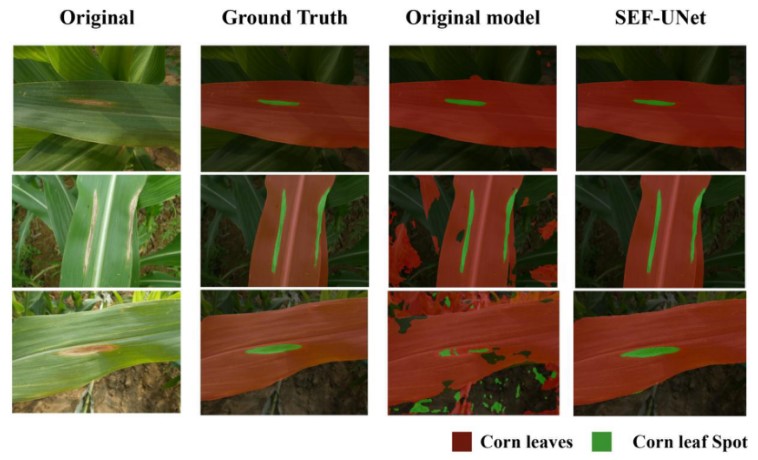 Original Ground Truth Original model SEF-UNet
Corn leaves Corn leaf Spot